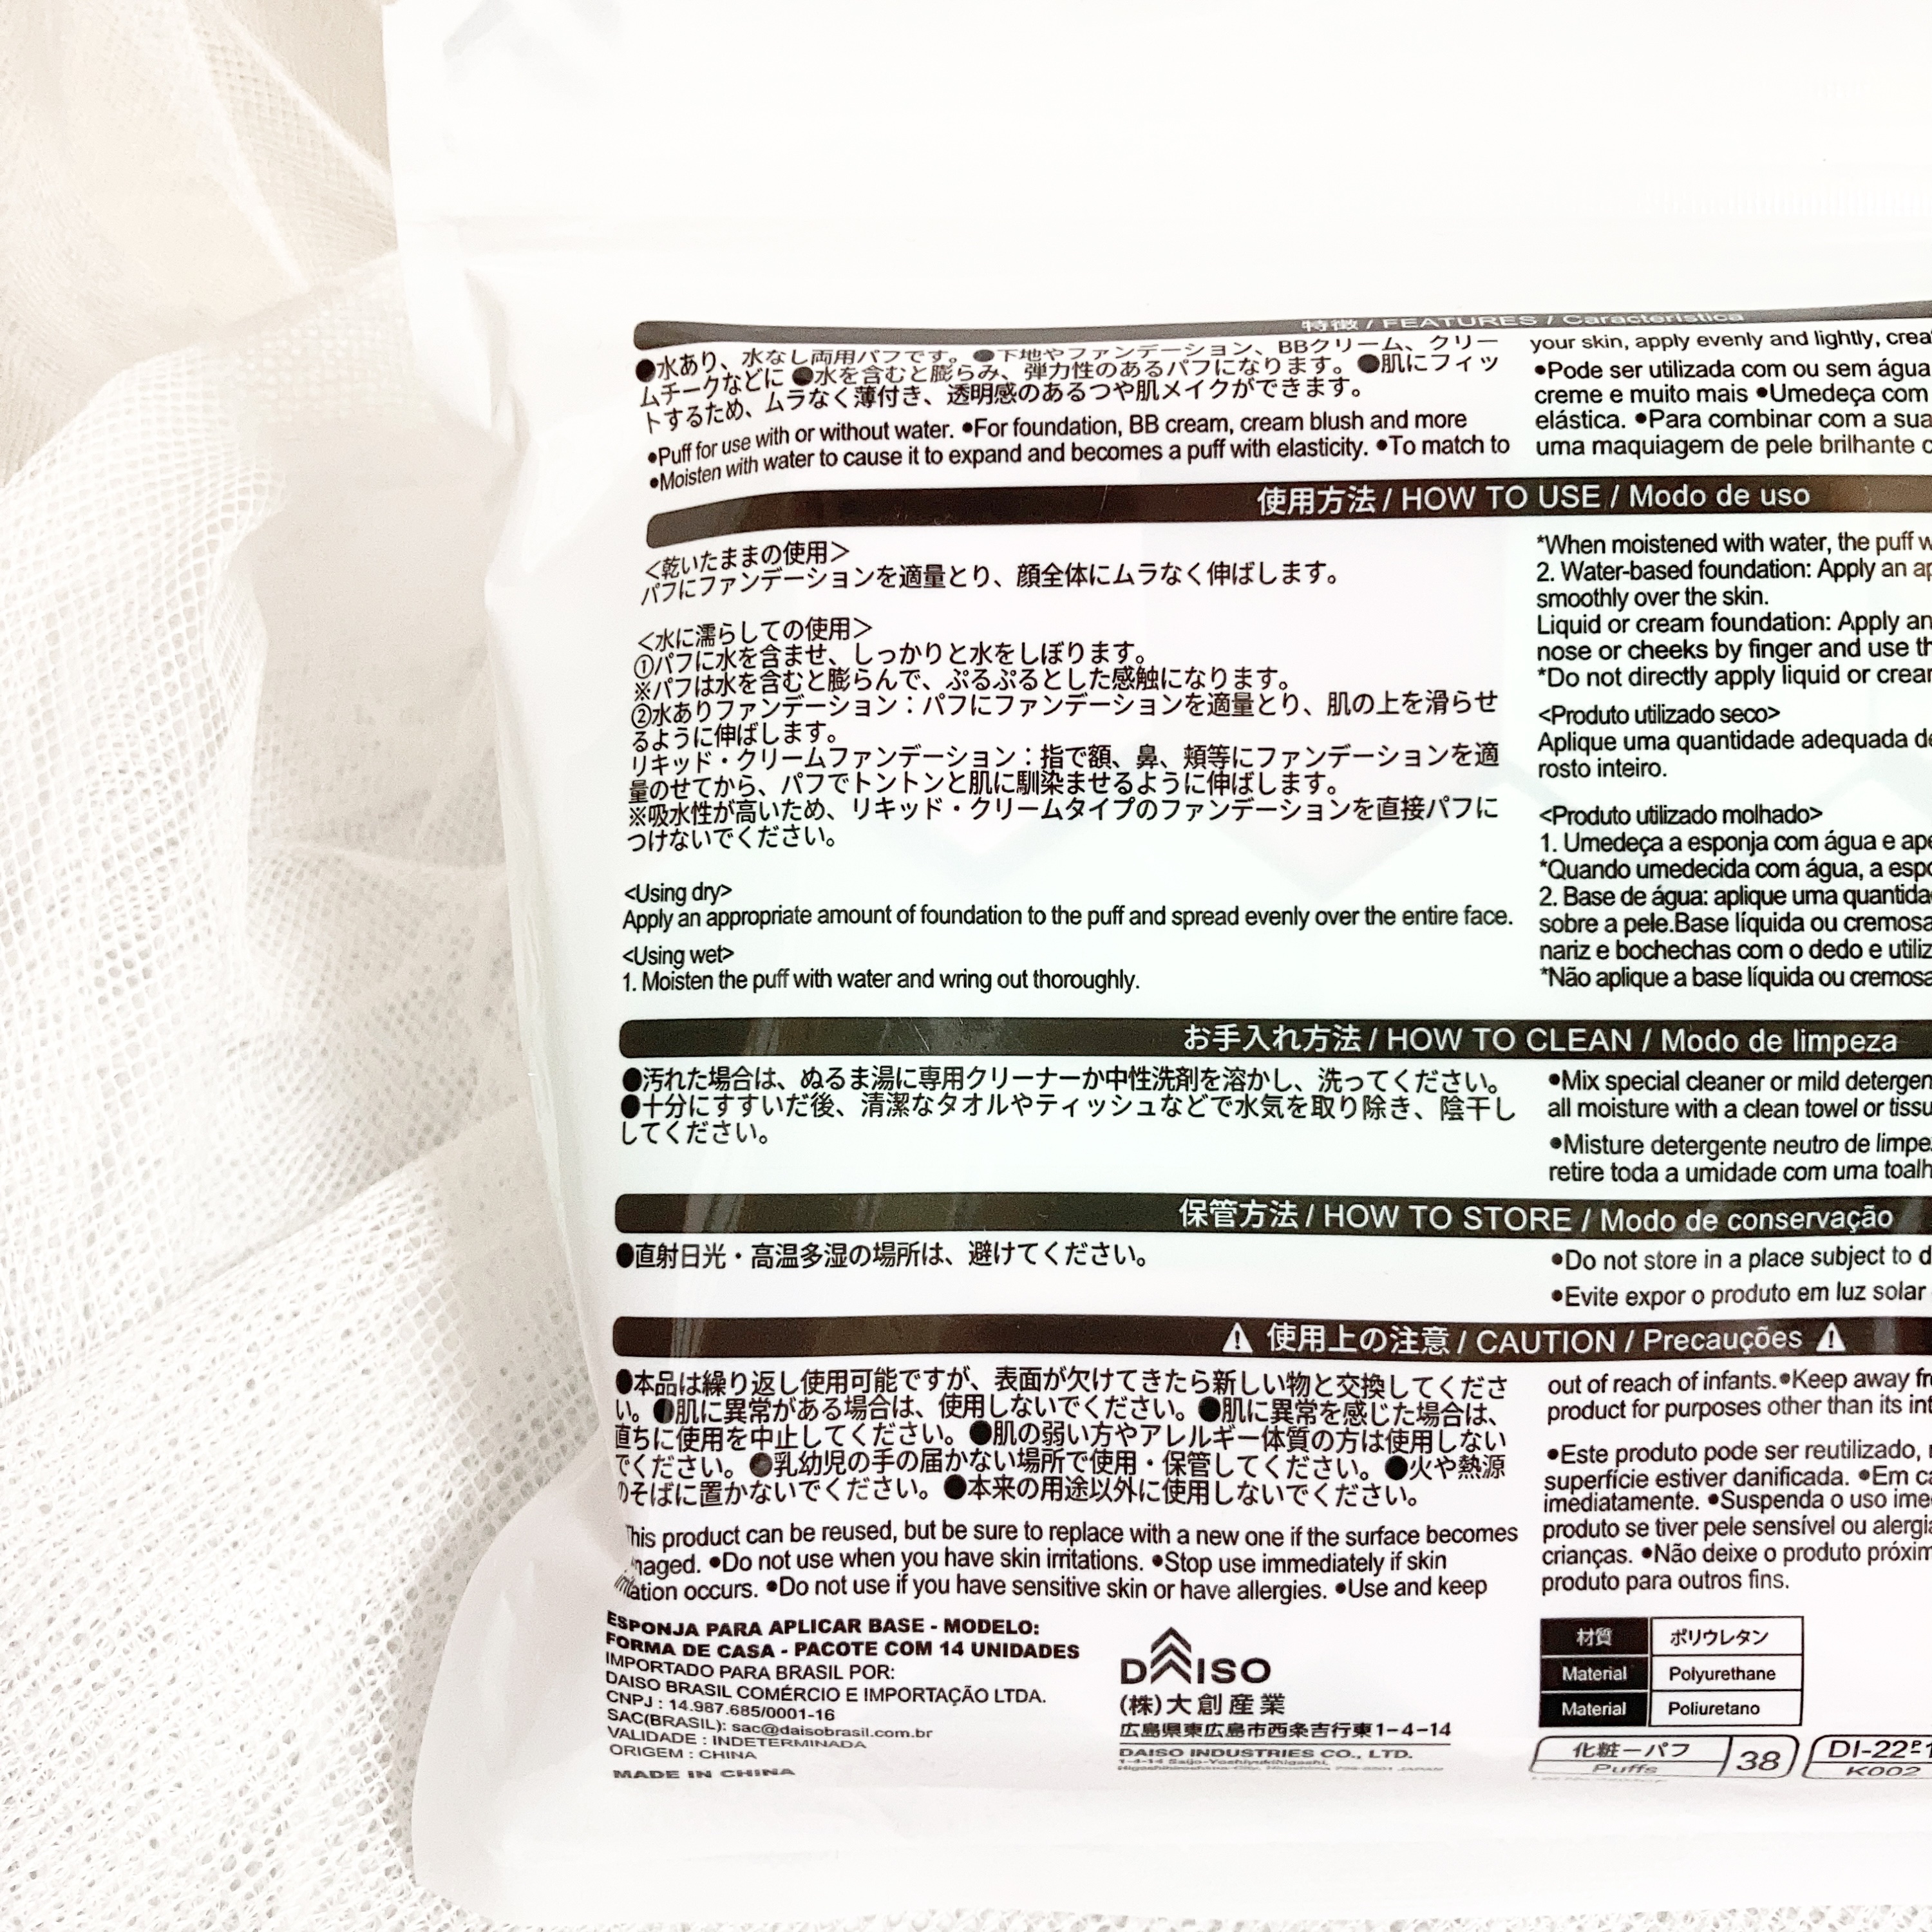 特徴 / FEATURES / Característica
●水あり、水なし両用パフです。●下地やファンデーション、BBクリーム、クリー
ムチークなどに ●水を含むと膨らみ、弾力性のあるパフになります。●肌にフィッ
トするため、ムラなく薄付き、透明感のあるつや肌メイクができます。
●Puff for use with or without water. ●For foundation, BB cream, cream blush and more
●Moisten with water to cause it to expand and becomes a puff with elasticity. ●To match to
your skin, apply evenly and lightly,
●Pode ser utilizada com ou sem água
creme e muito mais ●Umedeça com
elástica. ●Para combinar com a sua
uma maquiagem de pele brilhante
使用方法 / HOW TO USE / Modo de uso
<乾いたままの使用>
パフにファンデーションを適量とり、顔全体にムラなく伸ばします。
<水に濡らしての使用>
①パフに水を含ませ、しっかりと水をしぼります。
※パフは水を含むと膨らんで、ぷるぷるとした感触になります。
②水ありファンデーション：パフにファンデーションを適量とり、肌の上を滑らせ
るように伸ばします。
リキッド・クリームファンデーション：指で額、鼻、頬等にファンデーションを適
量のせてから、パフでトントンと肌に馴染ませるように伸ばします。
※吸水性が高いため、リキッド・クリームタイプのファンデーションを直接パフに
つけないでください。
<Using dry>
Apply an appropriate amount of foundation to the puff and spread evenly over the entire face.
<Using wet>
1. Moisten the puff with water and wring out thoroughly.
*When moistened with water, the puff
2. Water-based foundation: Apply an
smoothly over the skin.
Liquid or cream foundation: Apply an
nose or cheeks by finger and use
*Do not directly apply liquid or
<Produto utilizado seco>
Aplique uma quantidade adequada
rosto inteiro.
<Produto utilizado molhado>
1. Umedeça a esponja com água e
*Quando umedecida com água, a
2. Base de água: aplique uma
sobre a pele.Base líquida ou cremosa
nariz e bochechas com o dedo e
*Não aplique a base líquida ou cremosa
お手入れ方法 / HOW TO CLEAN / Modo de limpeza
●汚れた場合は、ぬるま湯に専用クリーナーか中性洗剤を溶かし、洗ってください。
●十分にすすいだ後、清潔なタオルやティッシュなどで水気を取り除き、陰干し
してください。
●Mix special cleaner or mild
all moisture with a clean towel or
●Misture detergente neutro de
retire toda a umidade com uma
保管方法 / HOW TO STORE / Modo de conservação
●直射日光・高温多湿の場所は、避けてください。
●Do not store in a place subject to
●Evite expor o produto em luz solar
⚠ 使用上の注意 / CAUTION / Precauções ⚠
●本品は繰り返し使用可能ですが、表面が欠けてきたら新しい物と交換してくださ
い。●肌に異常がある場合は、使用しないでください。●肌に異常を感じた場合は、
直ちに使用を中止してください。●肌の弱い方やアレルギー体質の方は使用しない
でください。●乳幼児の手の届かない場所で使用・保管してください。●火や熱源
のそばに置かないでください。●本来の用途以外に使用しないでください。
This product can be reused, but be sure to replace with a new one if the surface becomes
●Do not use when you have skin irritations. ●Stop use immediately if skin
occurs. ●Do not use if you have sensitive skin or have allergies. ●Use and keep
out of reach of infants.●Keep away
product for purposes other than its
●Este produto pode ser reutilizado,
superfície estiver danificada. ●Em
imediatamente. ●Suspenda o uso
produto se tiver pele sensível ou
crianças. ●Não deixe o produto
produto para outros fins.
ESPONJA PARA APLICAR BASE - MODELO:
FORMA DE CASA - PACOTE COM 14 UNIDADES
IMPORTADO PARA BRASIL POR:
DAISO BRASIL COMÉRCIO E IMPORTAÇÃO LTDA.
CNPJ : 14.987.685/0001-16
SAC(BRASIL): sac@daisobrasil.com.br
VALIDADE : INDETERMINADA
ORIGEM : CHINA
MADE IN CHINA
DAISO
(株)大創産業
広島県東広島市西条吉行東1-4-14
DAISO INDUSTRIES CO., LTD.
1-4-14 Saijo-Yoshiyukihigashi,
材質 ポリウレタン
Material Polyurethane
Material Poliuretano
化粧ーパフ
Puffs
38
K002